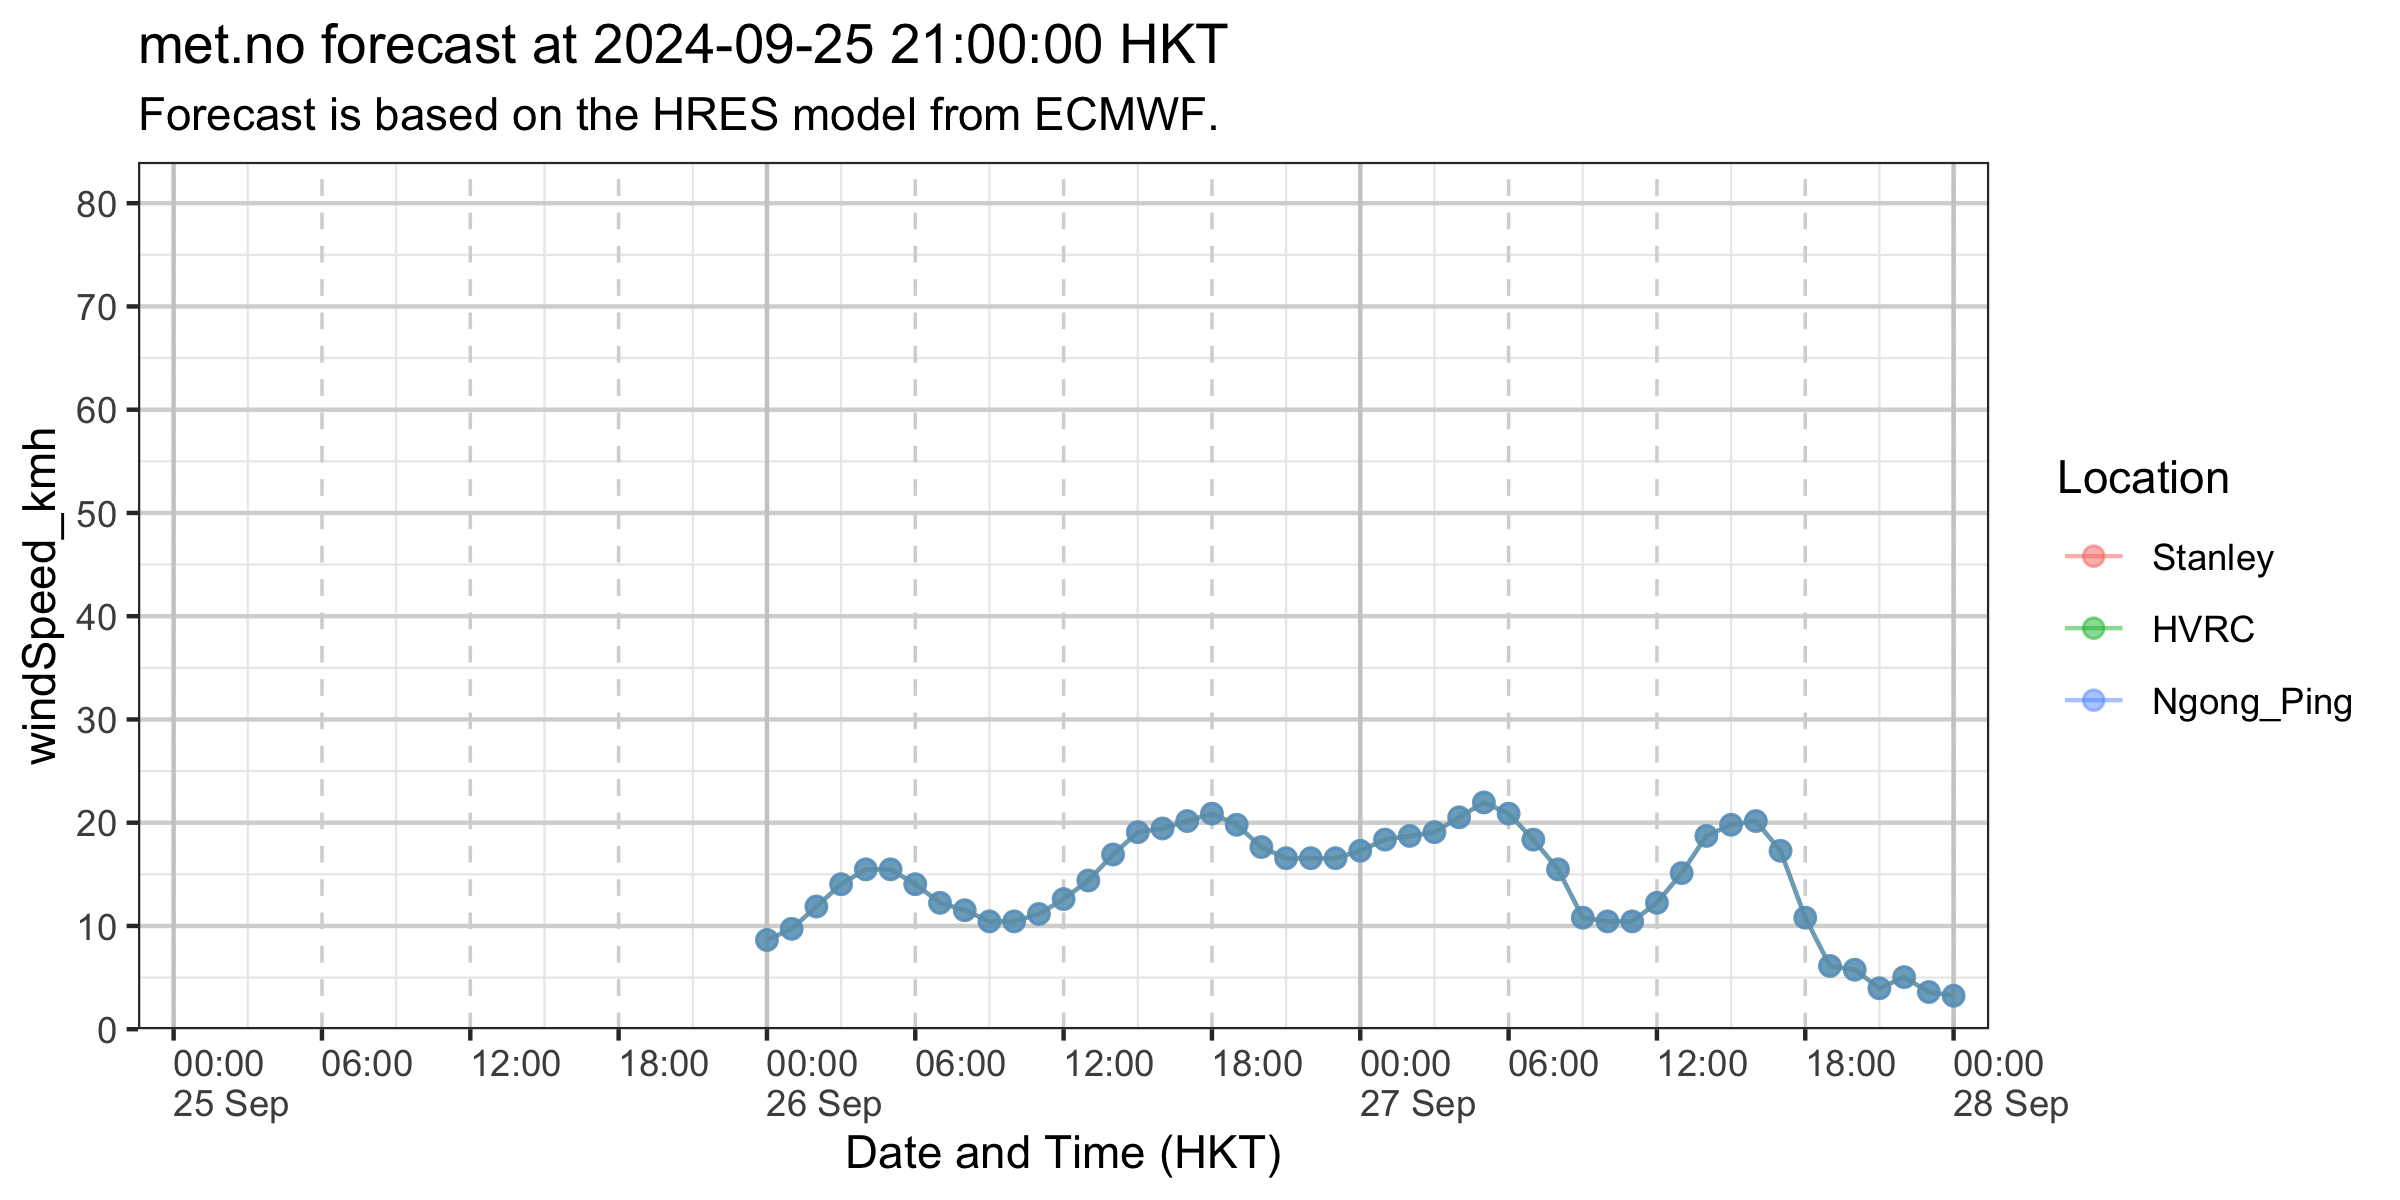 met.no forecast at 2024-09-25 21:00:00 HKT
Forecast is based on the HRES model from ECMWF.
windSpeed_kmh
80
70
60
50
40
30
20
10
0
00:00 06:00 12:00 18:00 00:00 06:00 12:00 18:00 00:00 06:00 12:00 18:00 00:00
25 Sep 26 Sep 27 Sep 28 Sep
Date and Time (HKT)
Location
Stanley
HVRC
Ngong_Ping